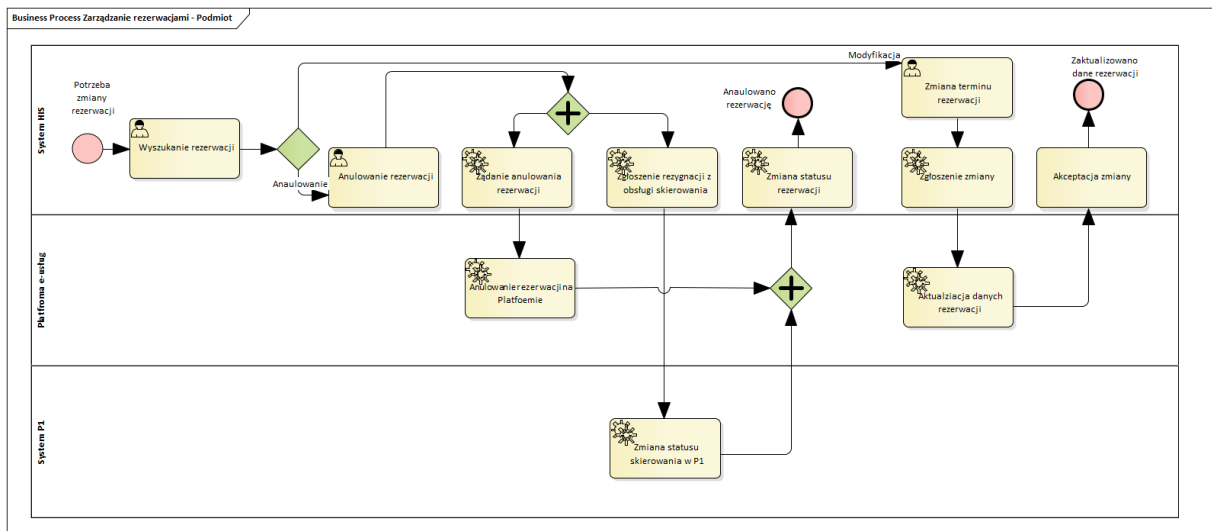 Business Process Zarządzanie rezerwacjami - Podmiot
System HIS
Potrzeba
zmiany
rezerwacji
Wyszukanie rezerwacji
Anaulowanie
Modyfikacja
Anulowanie rezerwacji
Żądanie anulowania
rezerwacji
Zgłoszenie rezygnacji z
obsługi skierowania
Anaulowano
rezerwację
Zmiana statusu
rezerwacji
Zmiana terminu
rezerwacji
Zgłoszenie zmiany
Zaktualizowano
dane rezerwacji
Akceptacja zmiany
Platfroma e-usług
Anulowanie rezerwacji na
Platfoemie
Aktualziacja danych
rezerwacji
System P1
Zmiana statusu
skierowania w P1